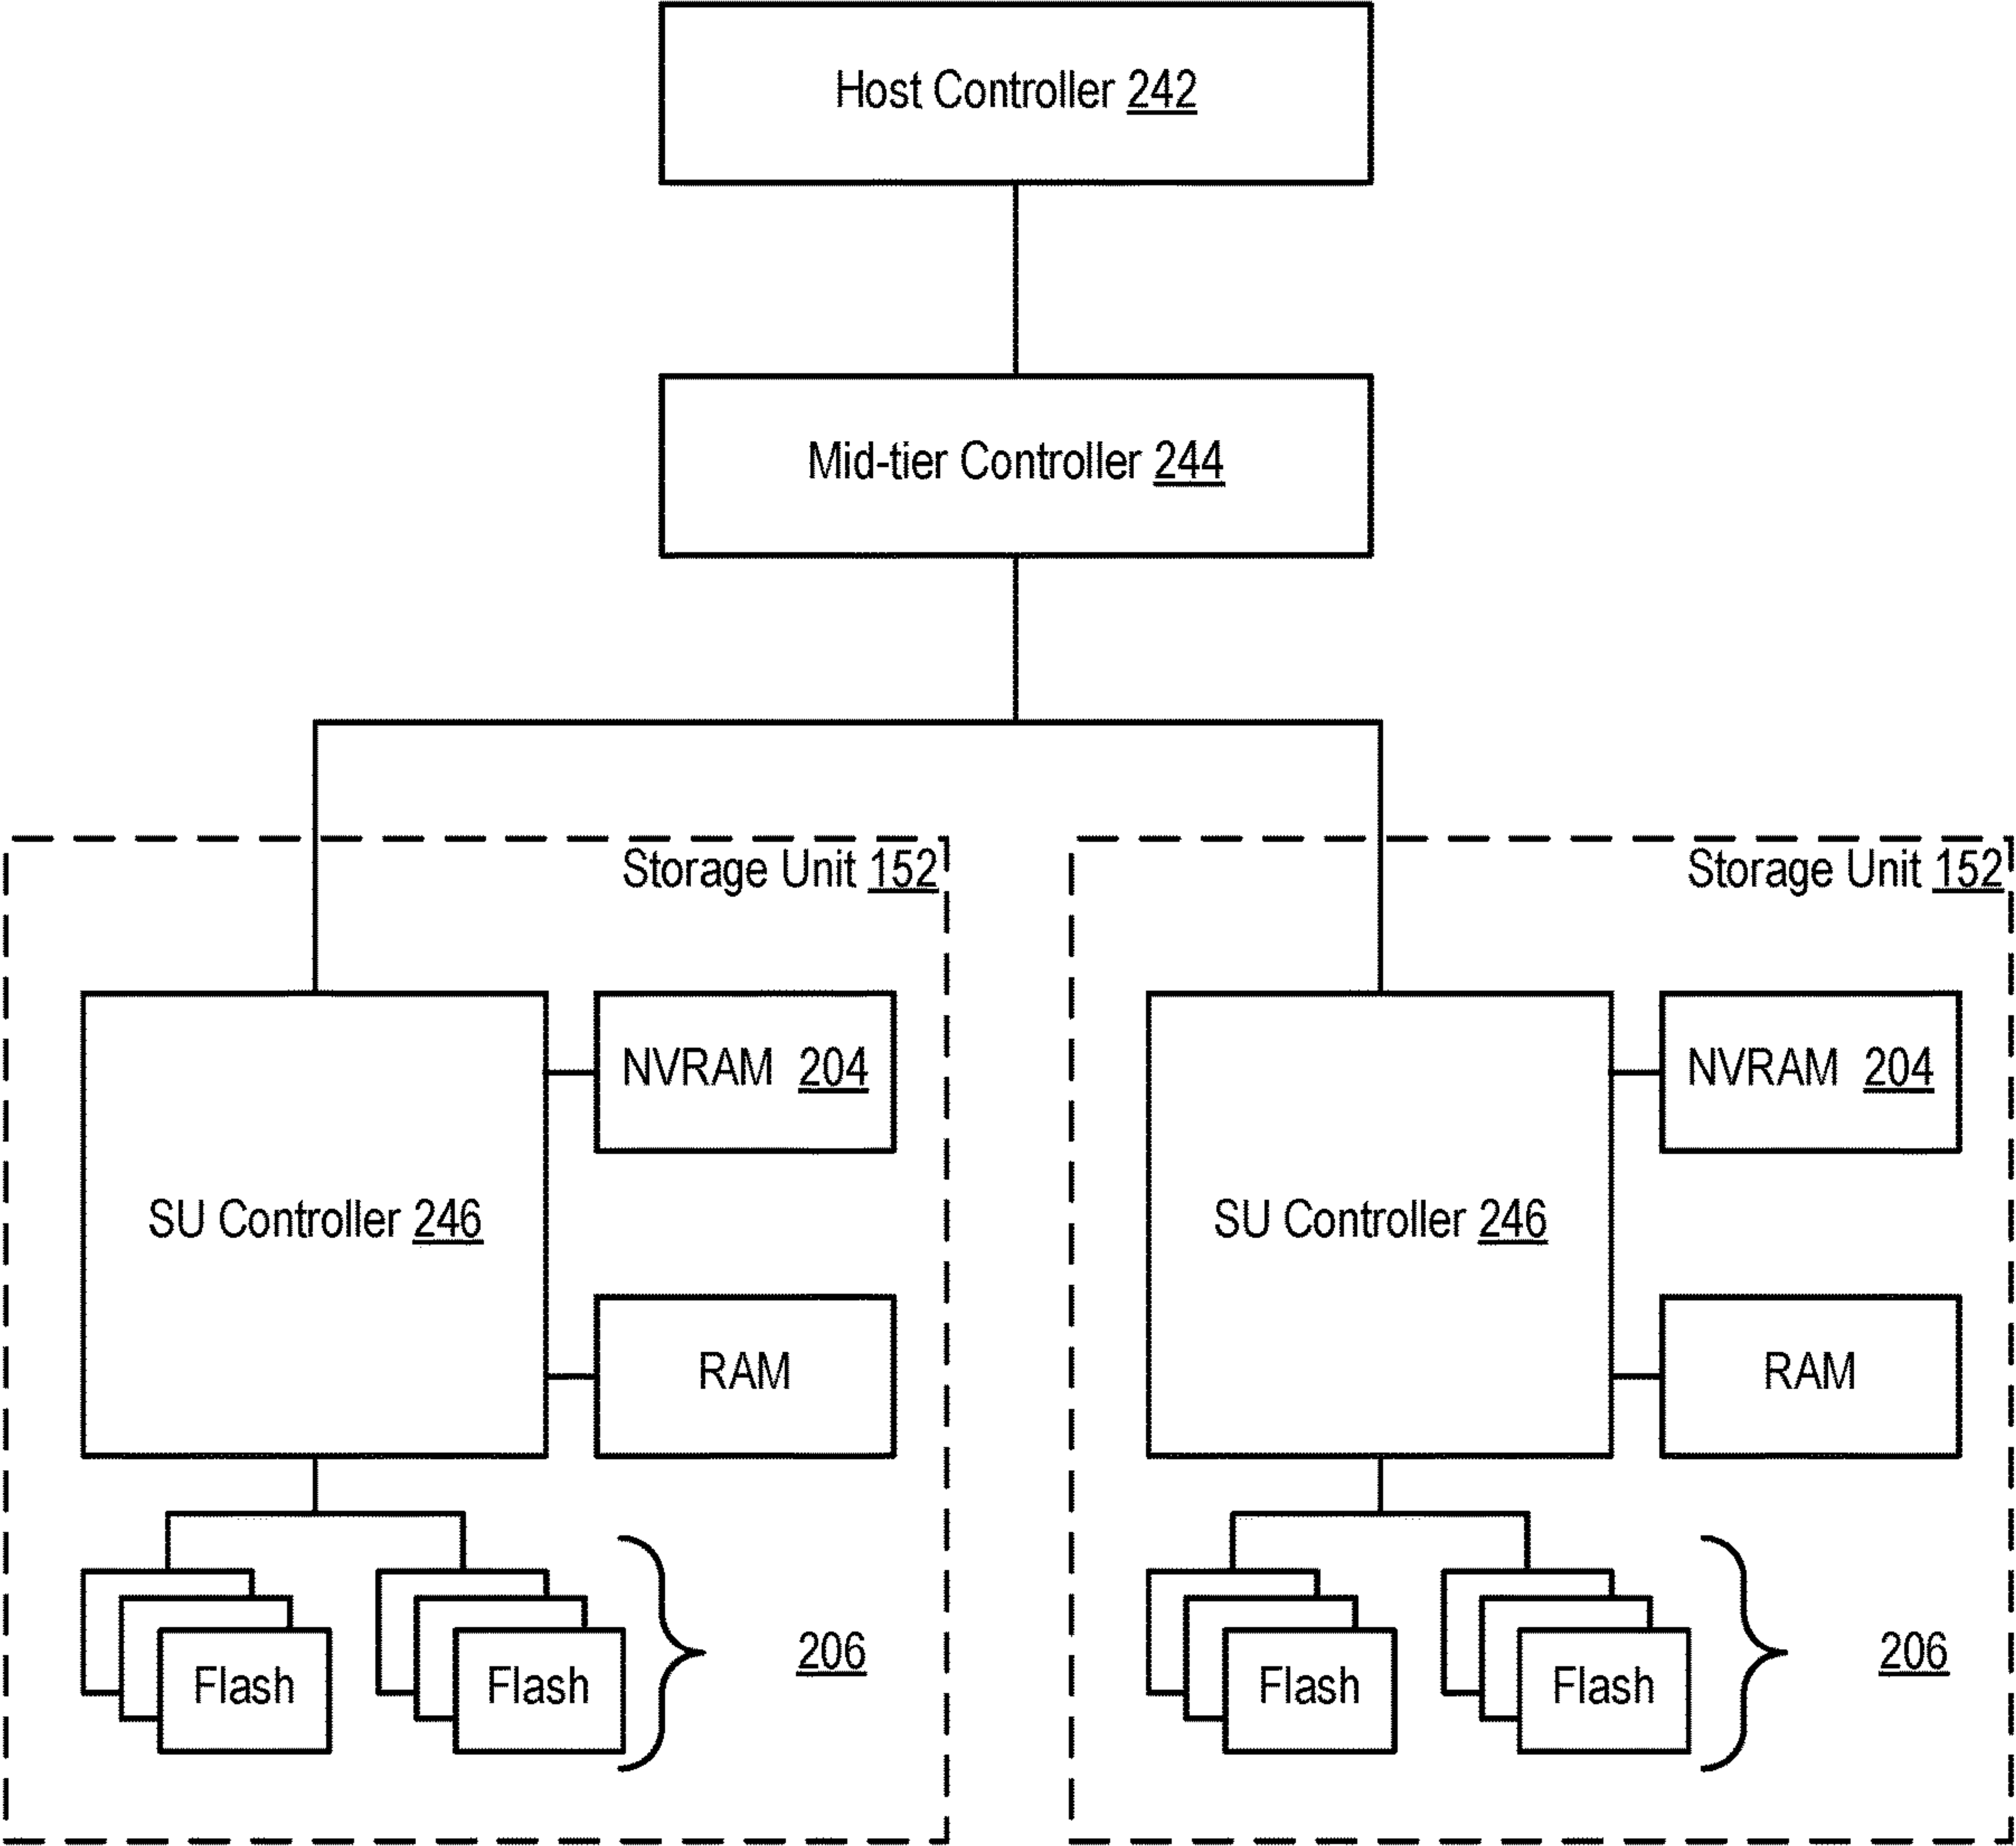 Host Controller 242
Mid-tier Controller 244
Storage Unit 152
NVRAM 204
SU Controller 246
RAM
Flash
Flash
206
Storage Unit 152
NVRAM 204
SU Controller 246
RAM
Flash
Flash
206